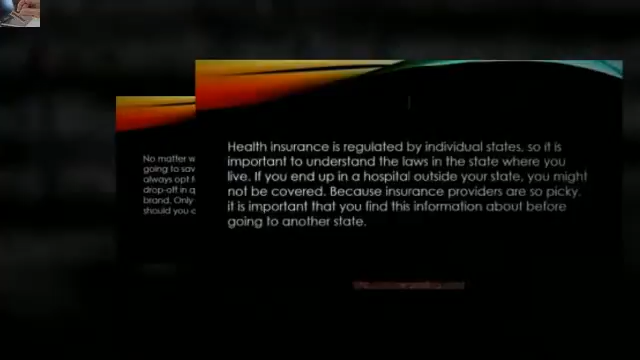 Health insurance is regulated by individual states, so it is
important to understand the laws in the state where you
live. If you end up in a hospital outside your state, you might
not be covered. Because insurance providers are so picky,
it is important that you find this information about before
going to another state.
No matter w
going to sav
always opt f
drop-off in q
brand. Only
should you c